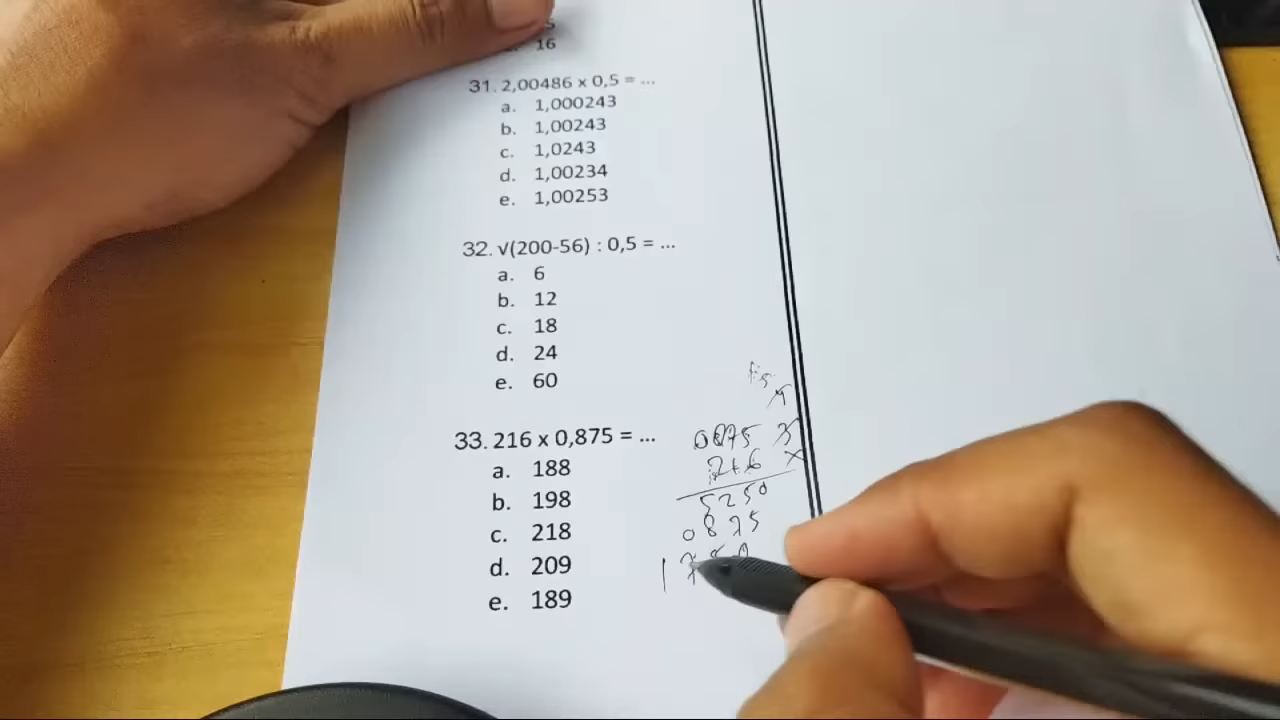 16
31. 2,00486 x 0,5 = ...
a. 1,000243
b. 1,00243
c. 1,0243
d. 1,00234
e. 1,00253
32. √(200-56) : 0,5 = ...
a. 6
b. 12
c. 18
d. 24
e. 60
33. 216 x 0,875 = ...
a. 188
b. 198
c. 218
d. 209
e. 189
0875
216 x
5250
0875